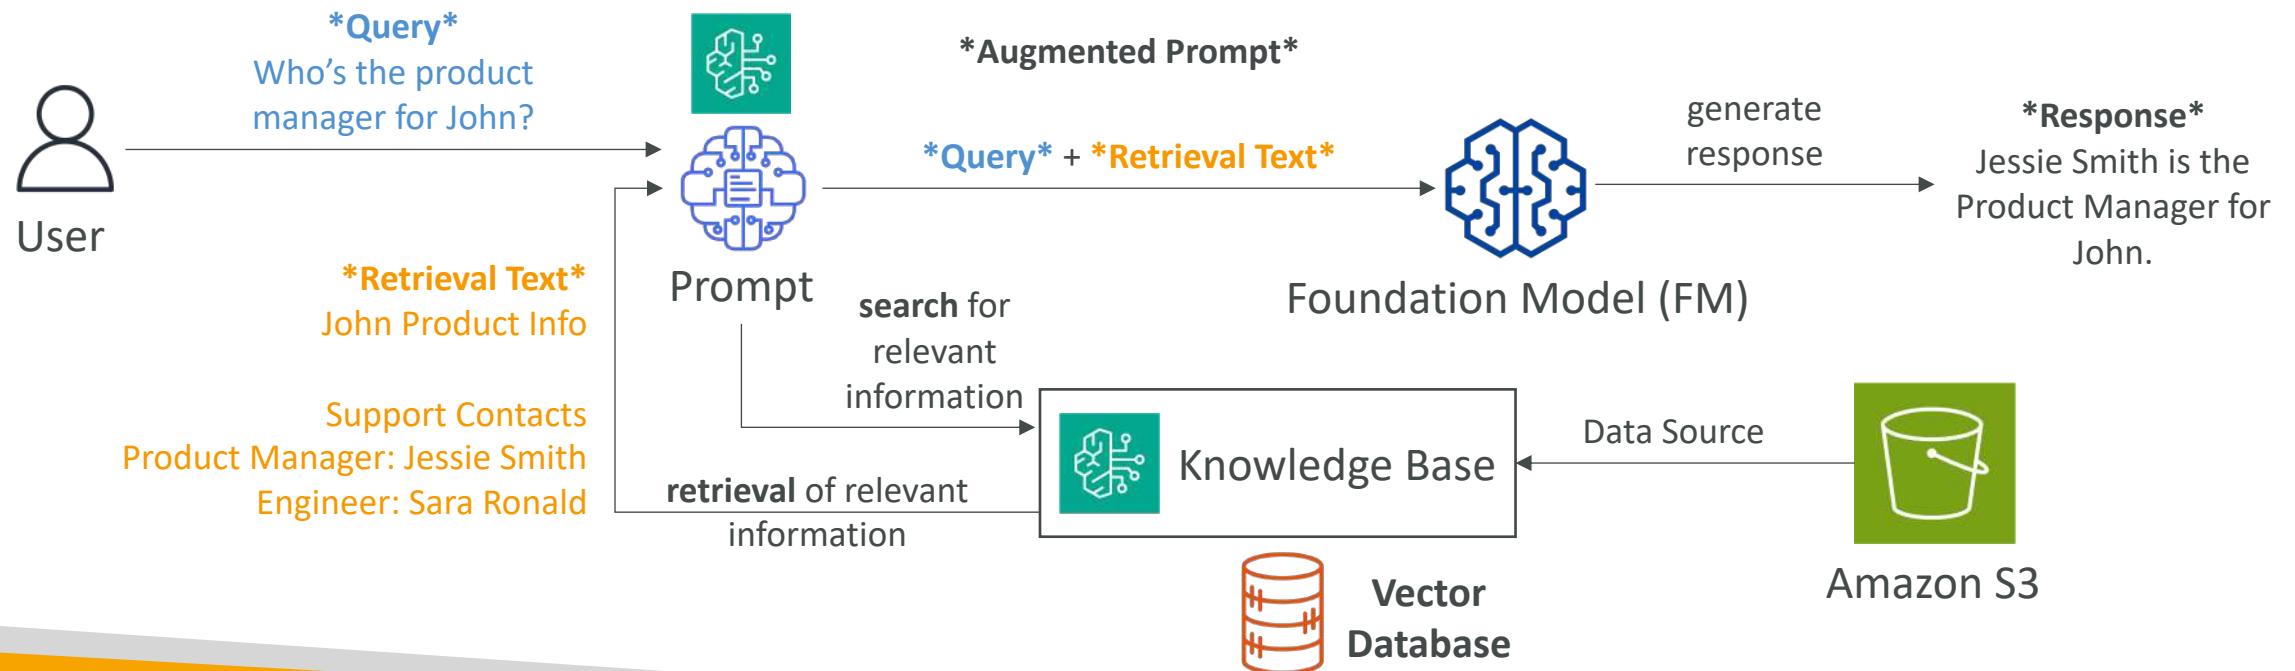 *Query*
Who’s the product
manager for John?
User
*Retrieval Text*
John Product Info
Support Contacts
Product Manager: Jessie Smith
Engineer: Sara Ronald
Prompt
*Augmented Prompt*
*Query* + *Retrieval Text*
Foundation Model (FM)
generate
response
*Response*
Jessie Smith is the
Product Manager for
John.
search for
relevant
information
retrieval of relevant
information
Knowledge Base
Data Source
Amazon S3
Vector
Database